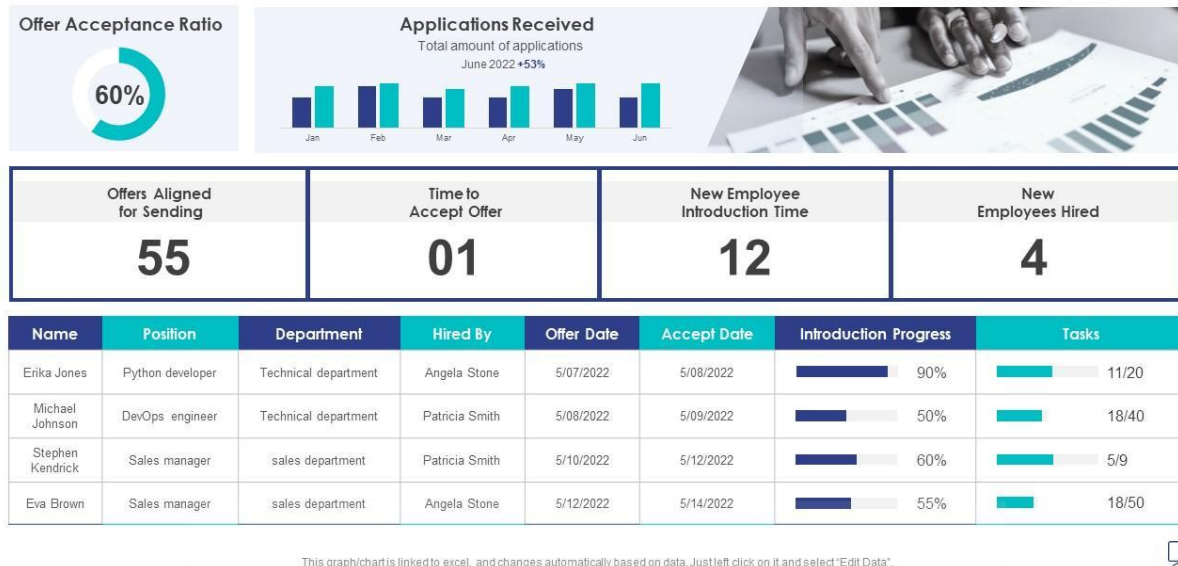 Offer Acceptance Ratio
60%
Applications Received
Total amount of applications
June 2022 +53%
Jan Feb Mar Apr May Jun
Offers Aligned
for Sending
55
Time to
Accept Offer
01
New Employee
Introduction Time
12
New
Employees Hired
4
Name Position Department Hired By Offer Date Accept Date Introduction Progress Tasks
Erika Jones Python developer Technical department Angela Stone 5/07/2022 5/08/2022 90% 11/20
Michael
Johnson DevOps engineer Technical department Patricia Smith 5/08/2022 5/09/2022 50% 18/40
Stephen
Kendrick Sales manager sales department Patricia Smith 5/10/2022 5/12/2022 60% 5/9
Eva Brown Sales manager sales department Angela Stone 5/12/2022 5/14/2022 55% 18/50
This graph/chart is linked to excel, and changes automatically based on data. Just left click on it and select "Edit Data".